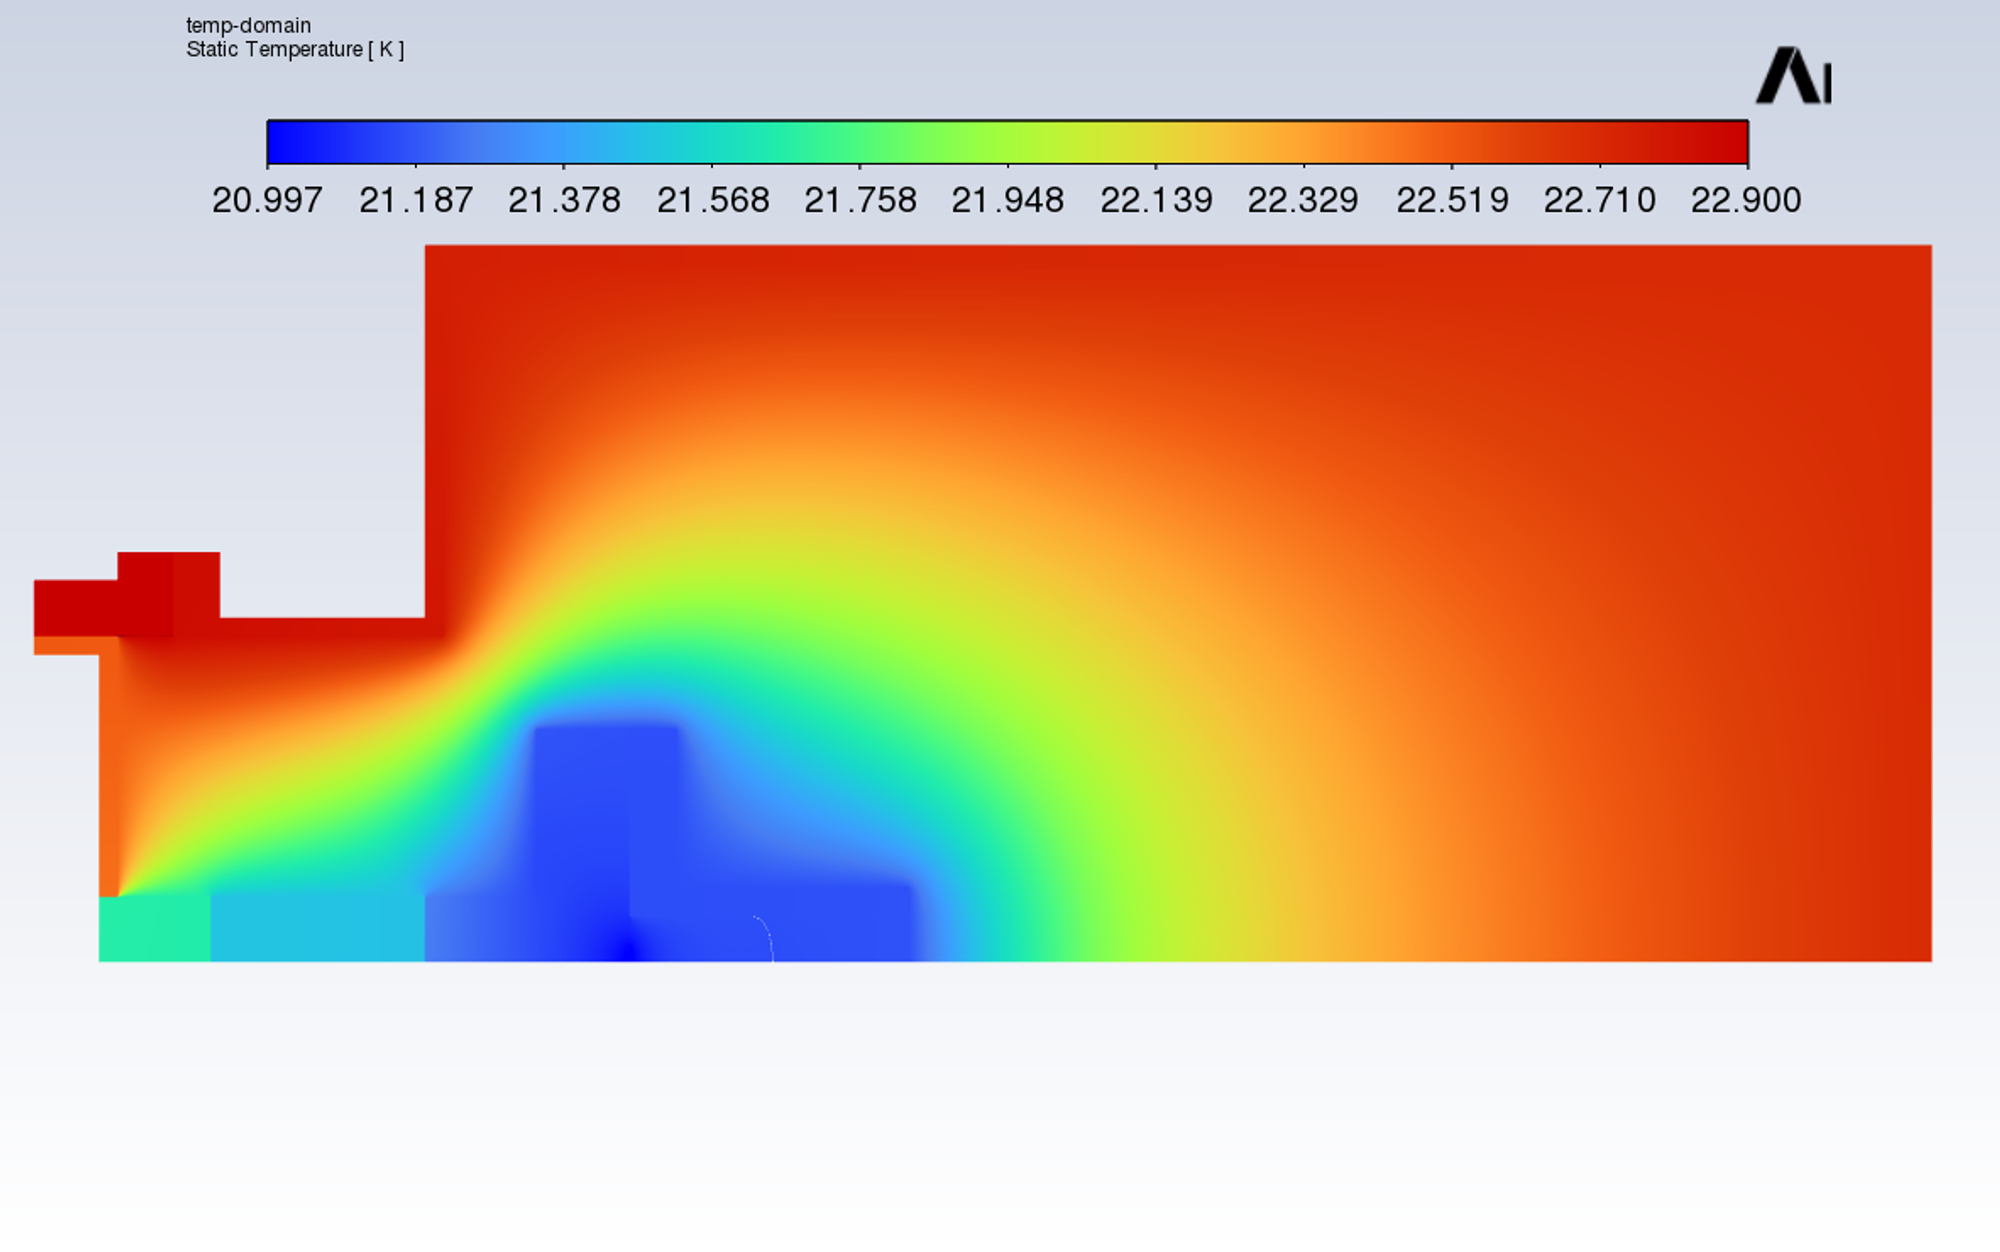 temp-domain
Static Temperature [ K ]
20.997 21.187 21.378 21.568 21.758 21.948 22.139 22.329 22.519 22.710 22.900